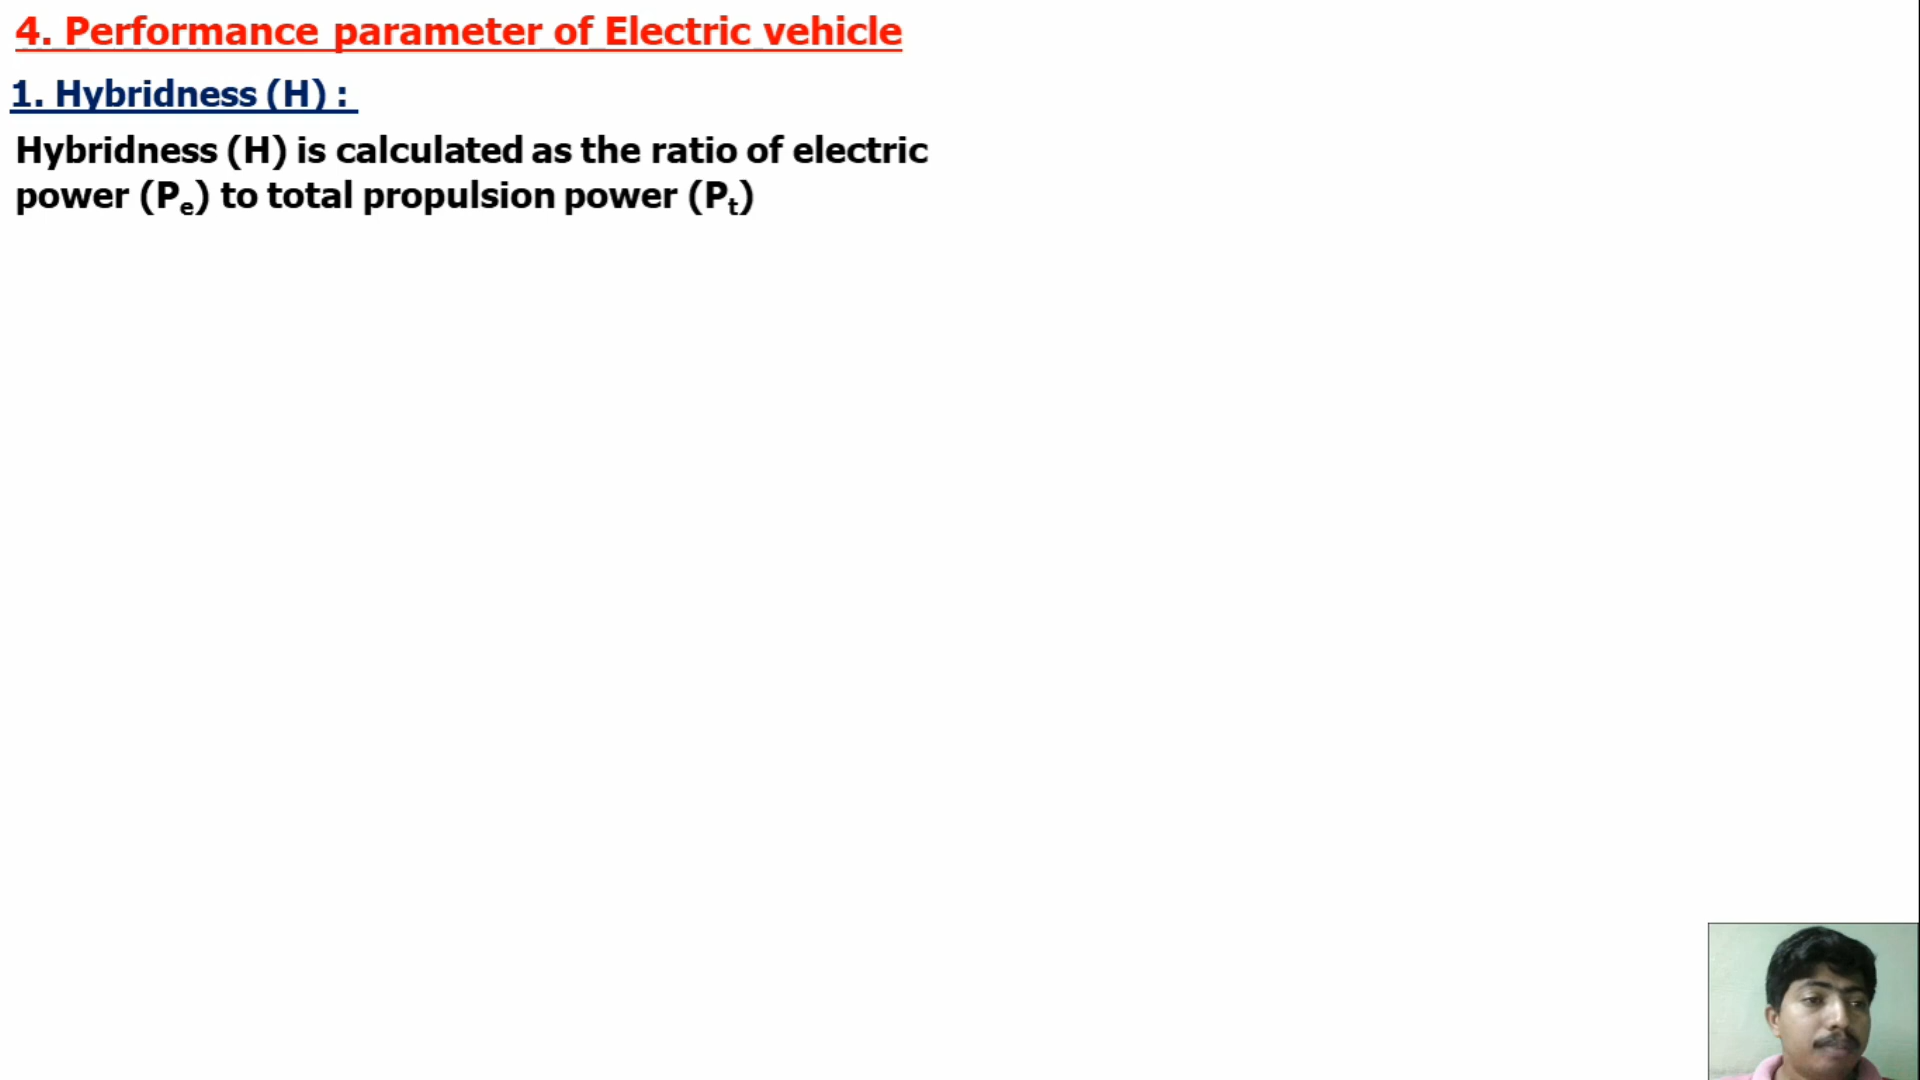 4. Performance parameter of Electric vehicle
1. Hybridness (H) :
Hybridness (H) is calculated as the ratio of electric
power (Pₑ) to total propulsion power (Pₜ)